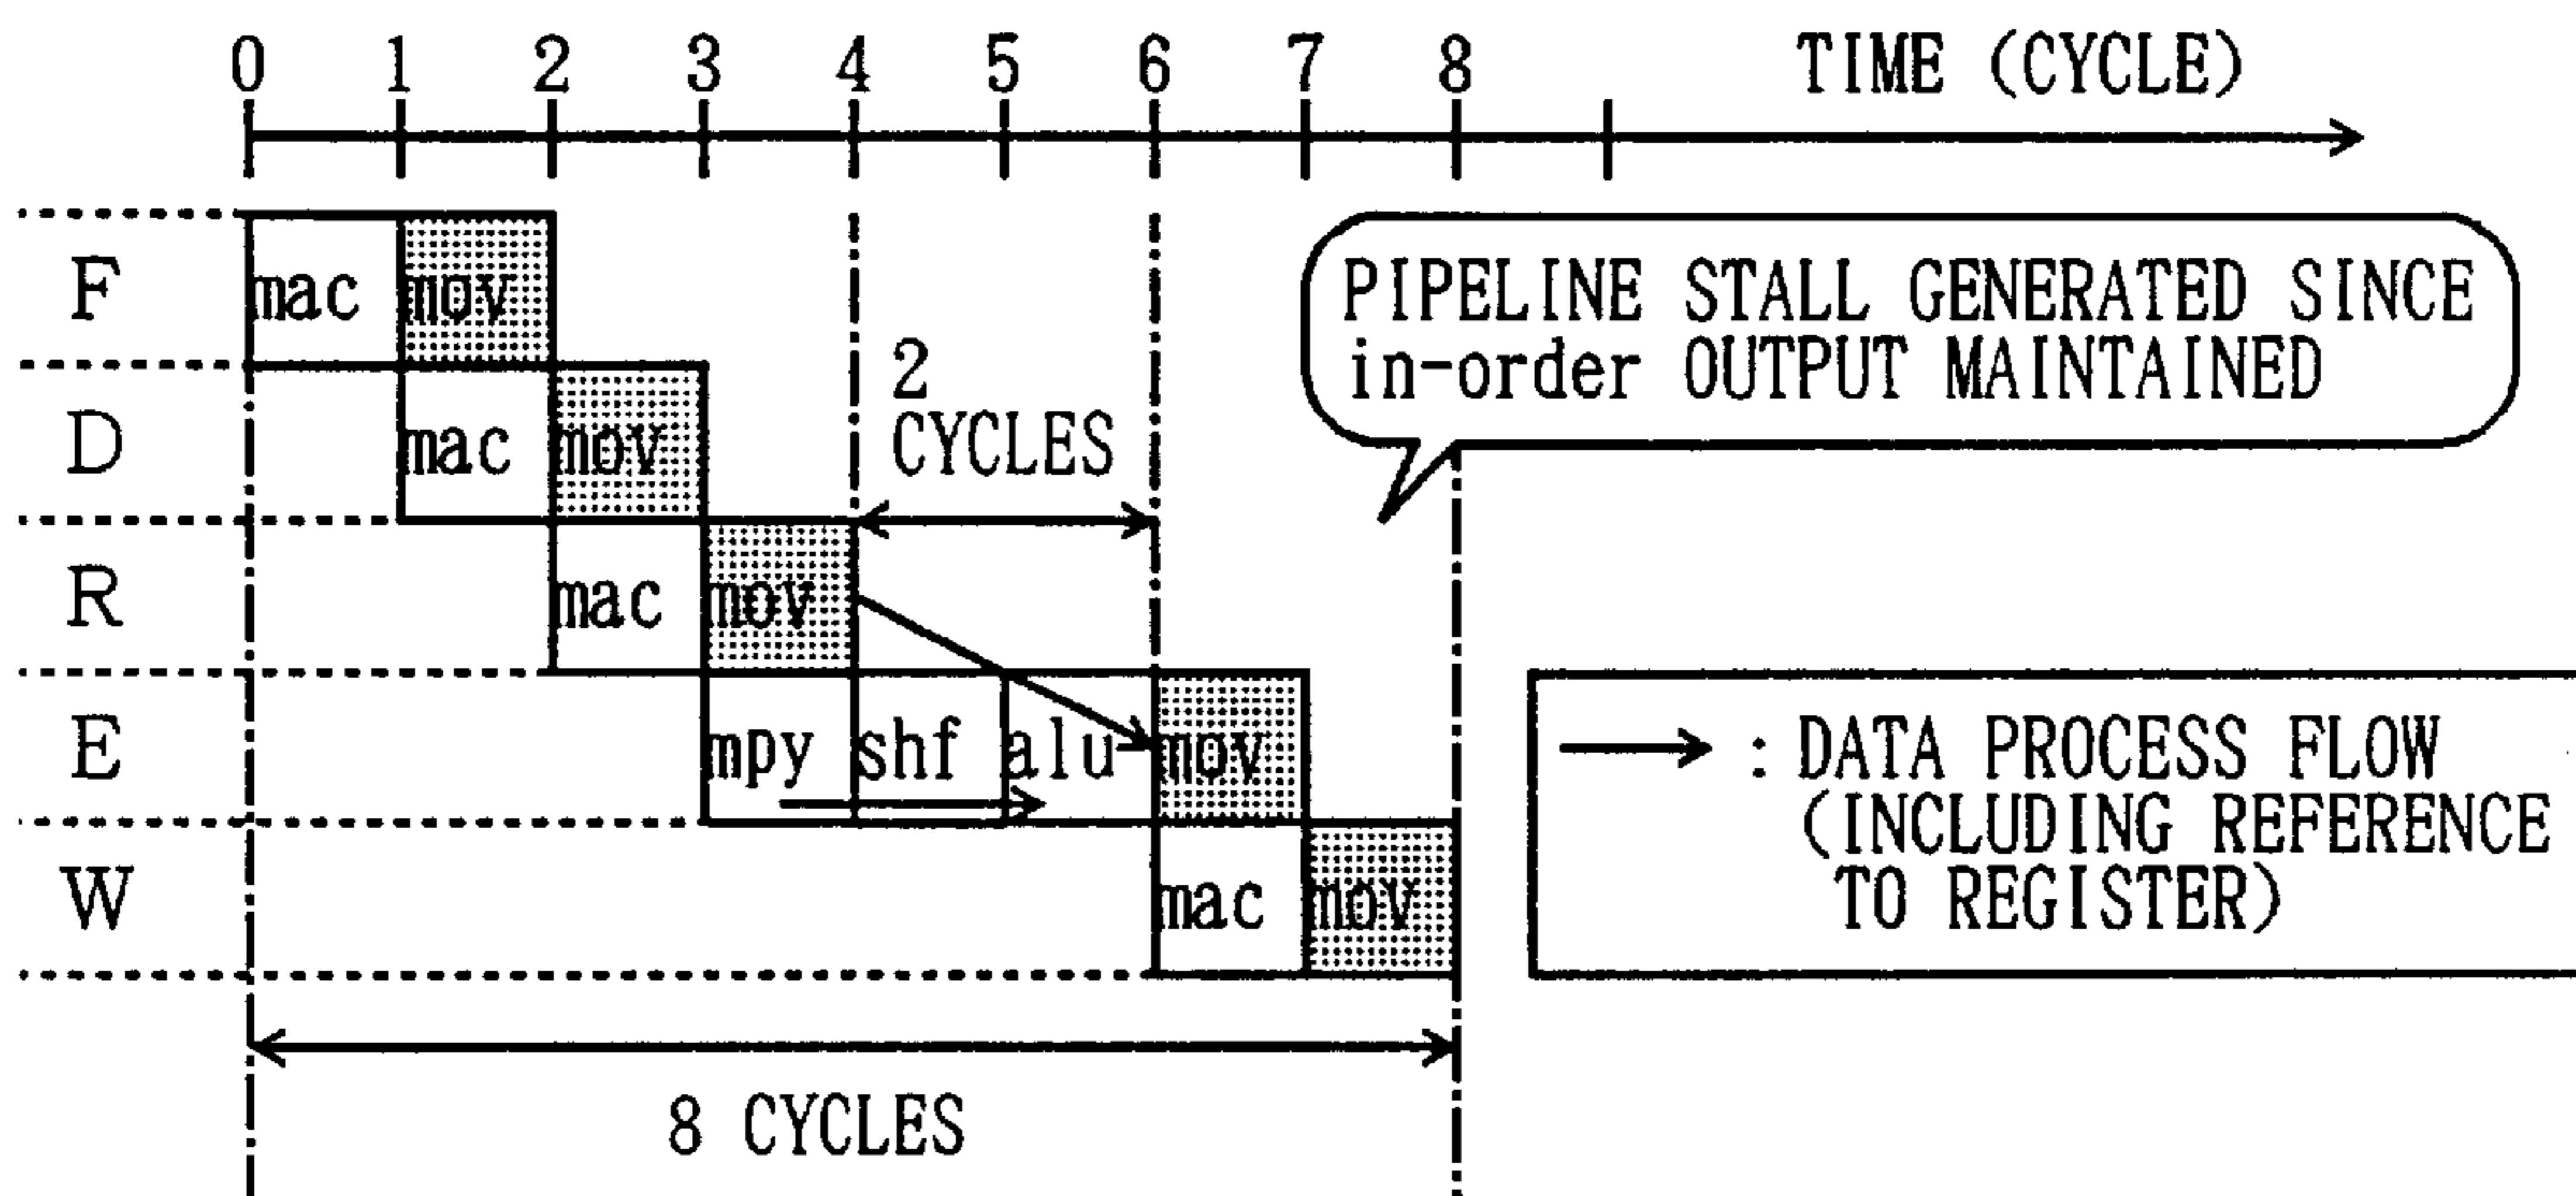 0 1 2 3 4 5 6 7 8 TIME (CYCLE)
F mac mov
PIPELINE STALL GENERATED SINCE
in-order OUTPUT MAINTAINED
2
CYCLES
D mac mov
R mac mov
E mpy shf alu mov
: DATA PROCESS FLOW
(INCLUDING REFERENCE
TO REGISTER)
W mac mov
8 CYCLES